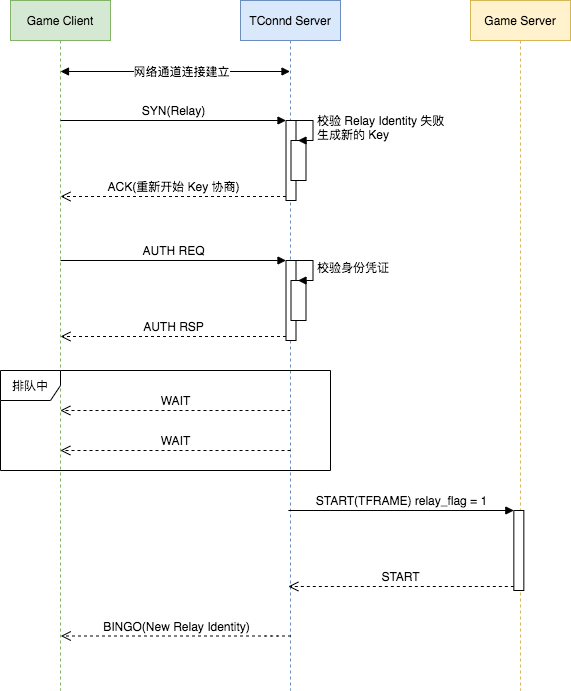 Game Client
TConnd Server
Game Server
网络通道连接建立
SYN(Relay)
校验 Relay Identity 失败
生成新的 Key
ACK(重新开始 Key 协商)
AUTH REQ
校验身份凭证
AUTH RSP
排队中
WAIT
WAIT
START(TFRAME) relay_flag = 1
START
BINGO(New Relay Identity)